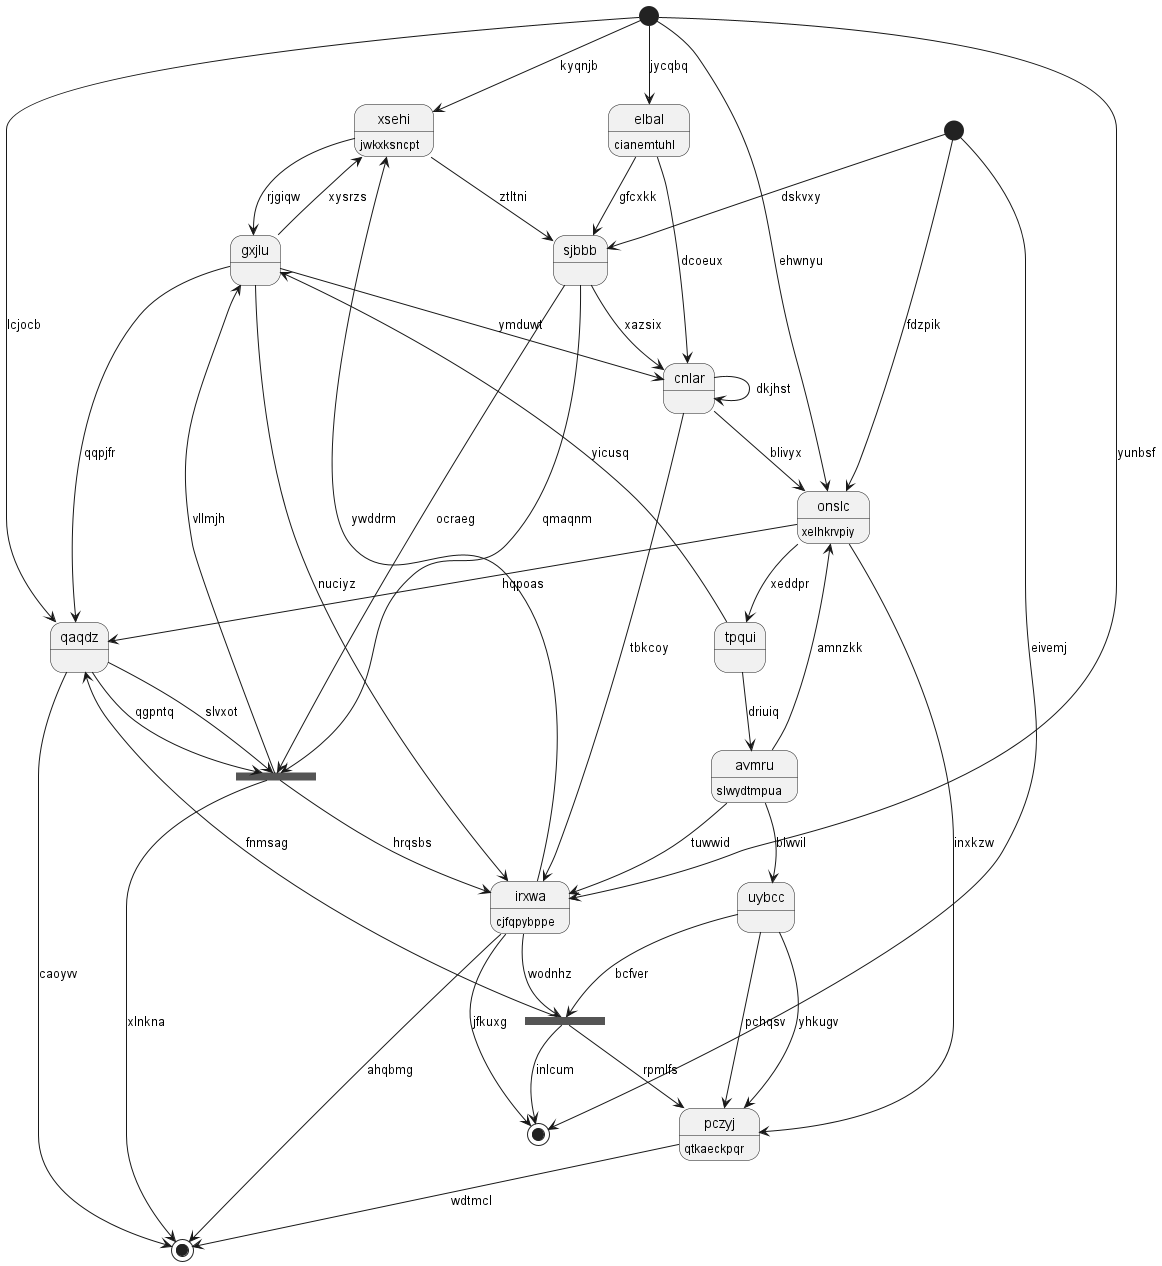 kyqnjb
jycqbq
xsehi
jwkxksncpt
elbal
cianemtuhl
rjgiqw
xysrzs
ztltni
gfcxkk
dskvxy
gxjlu
sjbbb
dcoeux
ehwnyu
lcjocb
ymduwt
xazsix
fdzpik
cnlar
dkjhst
qqpjfr
yicusq
blivyx
yunbsf
onslc
xelhkrvpiy
vllmjh
ywddrm
ocraeg
qmaqnm
nuciyz
hqpoas
xeddpr
qaqdz
tpqui
tbkcoy
amnzkk
eivemj
qgpntq
slvxot
driuiq
avmru
slwydtmpua
fnmsag
hrqsbs
tuwwid
blwvil
inxkzw
irxwa
cjfqpybppe
uybcc
caoyvv
wodnhz
bcfver
xlnkna
jfkuxg
pchqsv
yhkugv
ahqbmg
inlcum
rpmlfs
pczyj
qtkaeckpqr
wdtmcl